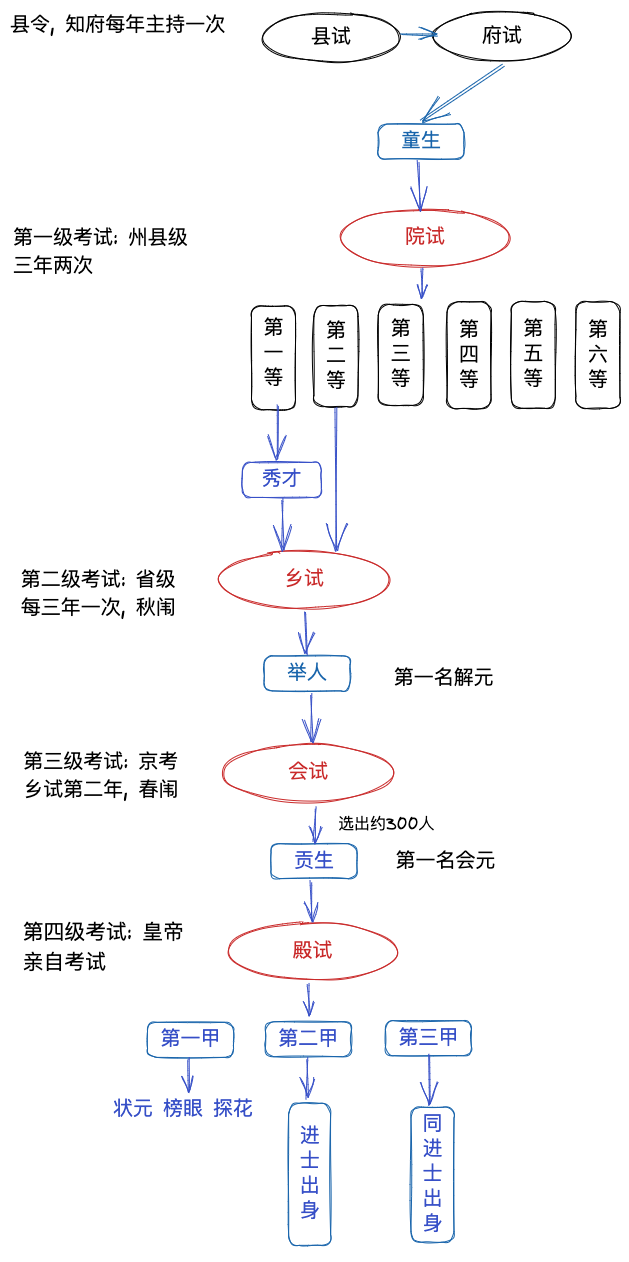 县令，知府每年主持一次
县试
府试
童生
第一级考试：州县级
三年两次
院试
第一等
第二等
第三等
第四等
第五等
第六等
秀才
第二级考试：省级
每三年一次，秋闱
乡试
举人
第一名解元
第三级考试：京考
乡试第二年，春闱
会试
选出约300人
贡生
第一名会元
第四级考试：皇帝
亲自考试
殿试
第一甲
第二甲
第三甲
状元 榜眼 探花
进士出身
同进士出身